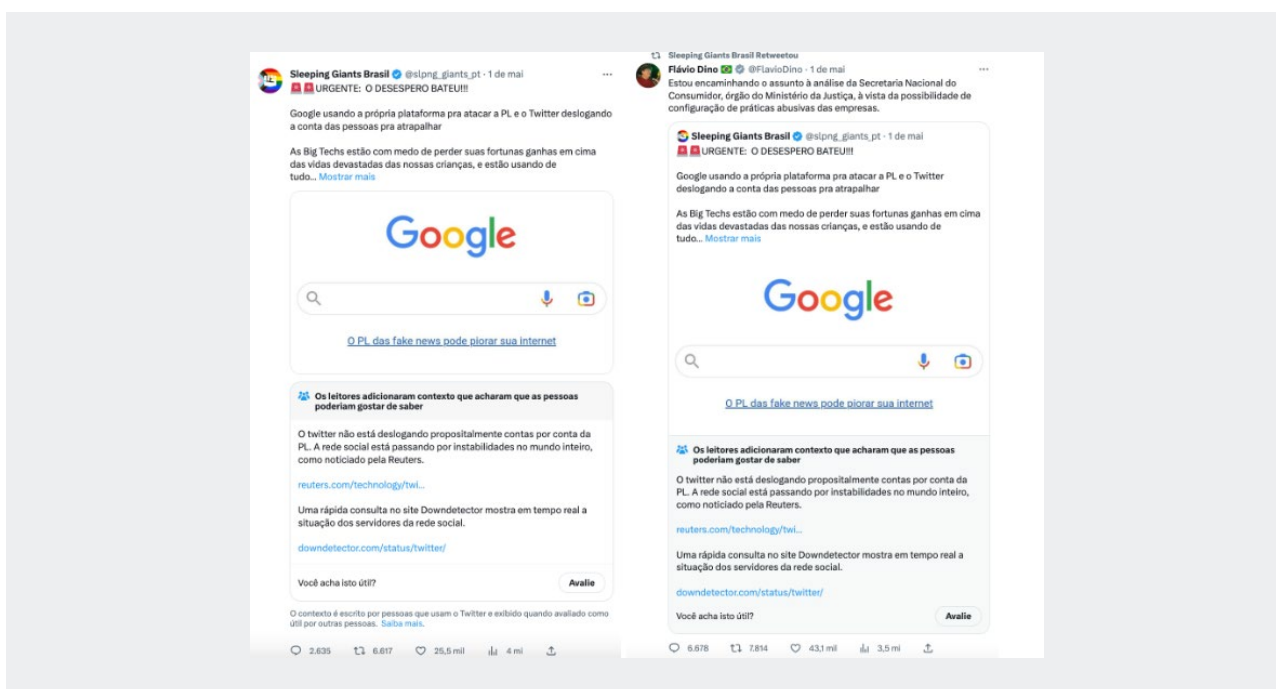 Sleeping Giants Brasil @slpng_giants_pt · 1 de mai
🚨🚨URGENTE: O DESESPERO BATEU!!!
Google usando a própria plataforma pra atacar a PL e o Twitter deslogando
a conta das pessoas pra atrapalhar
As Big Techs estão com medo de perder suas fortunas ganhas em cima
das vidas devastadas das nossas crianças, e estão usando de
tudo... Mostrar mais
Google
O PL das fake news pode piorar sua internet
Os leitores adicionaram contexto que acharam que as pessoas
poderiam gostar de saber
O twitter não está deslogando propositalmente contas por conta da
PL. A rede social está passando por instabilidades no mundo inteiro,
como noticiado pela Reuters.
reuters.com/technology/twi...
Uma rápida consulta no site Downdetector mostra em tempo real a
situação dos servidores da rede social.
downdetector.com/status/twitter/
Você acha isto útil?
Avalie
O contexto é escrito por pessoas que usam o Twitter e exibido quando avaliado como
útil por outras pessoas. Saiba mais.
2.635 6.617 25,5 mil 4 mi
Sleeping Giants Brasil Retweetou
Flávio Dino 🇧🇷 @FlavioDino · 1 de mai
Estou encaminhando o assunto à análise da Secretaria Nacional do
Consumidor, órgão do Ministério da Justiça, à vista da possibilidade de
configuração de práticas abusivas das empresas.
Sleeping Giants Brasil @slpng_giants_pt · 1 de mai
🚨🚨URGENTE: O DESESPERO BATEU!!!
Google usando a própria plataforma pra atacar a PL e o Twitter
deslogando a conta das pessoas pra atrapalhar
As Big Techs estão com medo de perder suas fortunas ganhas em cima
das vidas devastadas das nossas crianças, e estão usando de
tudo... Mostrar mais
Google
O PL das fake news pode piorar sua internet
Os leitores adicionaram contexto que acharam que as pessoas
poderiam gostar de saber
O twitter não está deslogando propositalmente contas por conta da
PL. A rede social está passando por instabilidades no mundo inteiro,
como noticiado pela Reuters.
reuters.com/technology/twi...
Uma rápida consulta no site Downdetector mostra em tempo real a
situação dos servidores da rede social.
downdetector.com/status/twitter/
Você acha isto útil?
Avalie
6.678 7.814 43,1 mil 3,5 mi